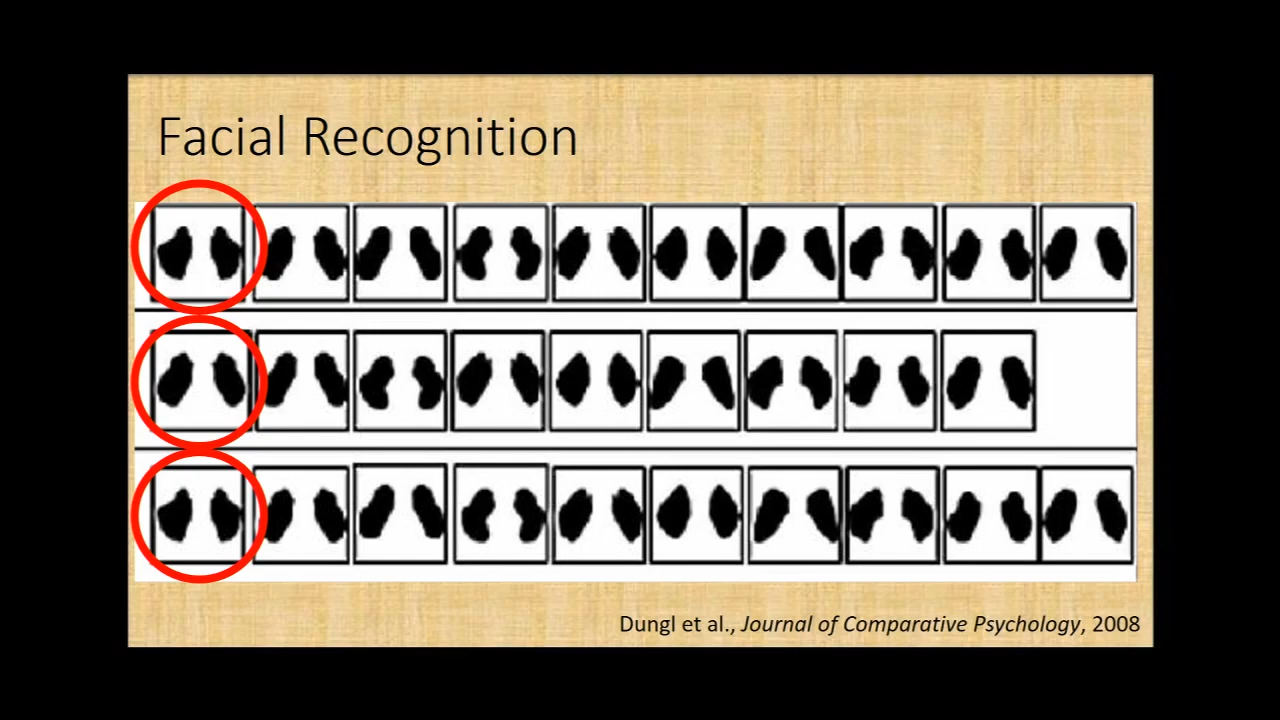 Facial Recognition
Dungl et al., Journal of Comparative Psychology, 2008